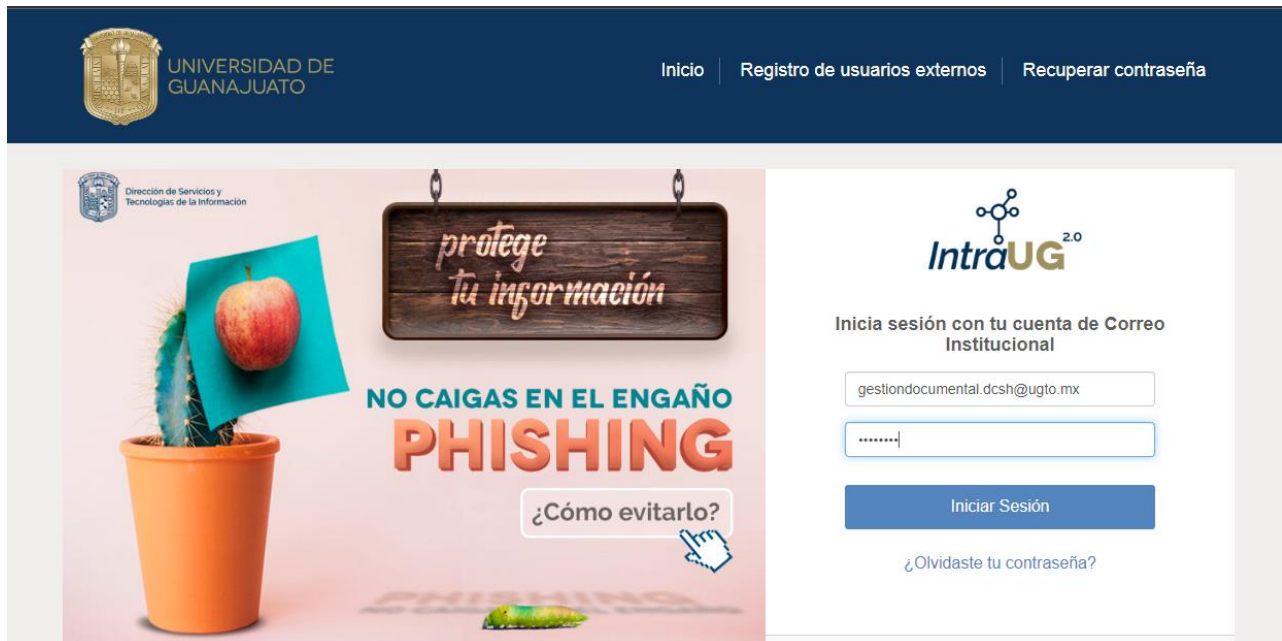 UNIVERSIDAD DE
GUANAJUATO
Inicio
Registro de usuarios externos
Recuperar contraseña
Dirección de Servicios y
Tecnologías de la Información
protege
tu información
NO CAIGAS EN EL ENGAÑO
PHISHING
¿Cómo evitarlo?
IntraUG 2.0
Inicia sesión con tu cuenta de Correo
Institucional
gestiondocumental.dcsh@ugto.mx
••••••••
Iniciar Sesión
¿Olvidaste tu contraseña?